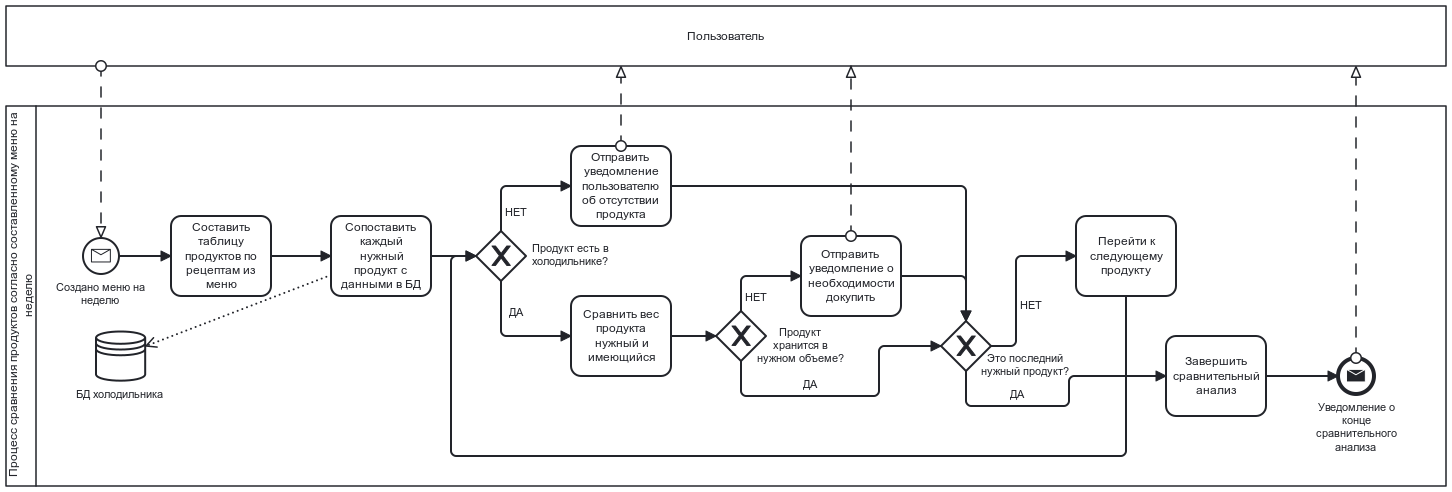 Пользователь
Процесс сравнения продуктов согласно составленному меню на
неделю
Создано меню на
неделю
Составить
таблицу
продуктов по
рецептам из
меню
Сопоставить
каждый
нужный
продукт с
данными в БД
БД холодильника
Продукт есть в
холодильнике?
НЕТ
ДА
Отправить
уведомление
пользователю
об отсутствии
продукта
Сравнить вес
продукта
нужный и
имеющийся
Продукт
хранится в
нужном объеме?
НЕТ
ДА
Отправить
уведомление о
необходимости
докупить
Это последний
нужный продукт?
НЕТ
ДА
Перейти к
следующему
продукту
Завершить
сравнительный
анализ
Уведомление о
конце
сравнительного
анализа